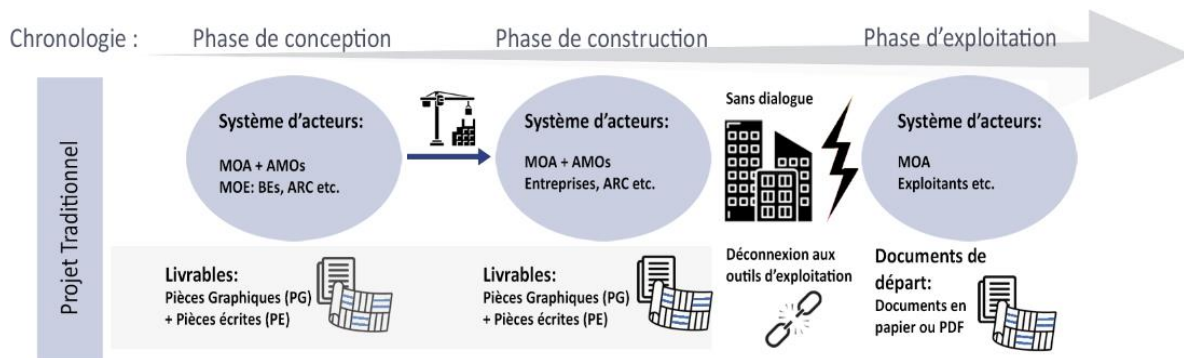 Chronologie :
Phase de conception
Phase de construction
Phase d'exploitation
Projet Traditionnel
Système d'acteurs:
MOA + AMOs
MOE: BEs, ARC etc.
Système d'acteurs:
MOA + AMOs
Entreprises, ARC etc.
Sans dialogue
Système d'acteurs:
MOA
Exploitants etc.
Livrables:
Pièces Graphiques (PG)
+ Pièces écrites (PE)
Livrables:
Pièces Graphiques (PG)
+ Pièces écrites (PE)
Déconnexion aux
outils d'exploitation
Documents de
départ:
Documents en
papier ou PDF